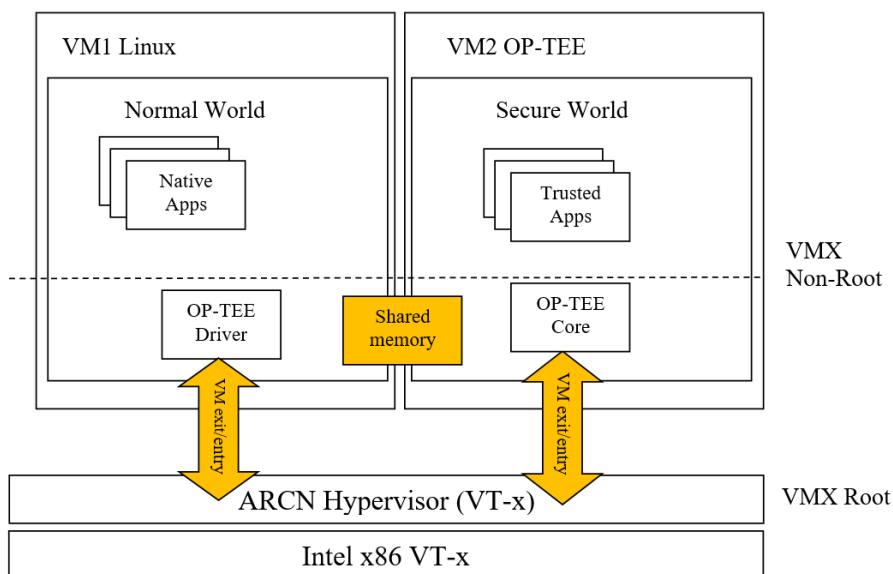 VM1 Linux
VM2 OP-TEE
Normal World
Secure World
Native
Apps
Trusted
Apps
VMX
Non-Root
OP-TEE
Driver
Shared
memory
OP-TEE
Core
VM exit/entry
VM exit/entry
ARCN Hypervisor (VT-x)
VMX Root
Intel x86 VT-x